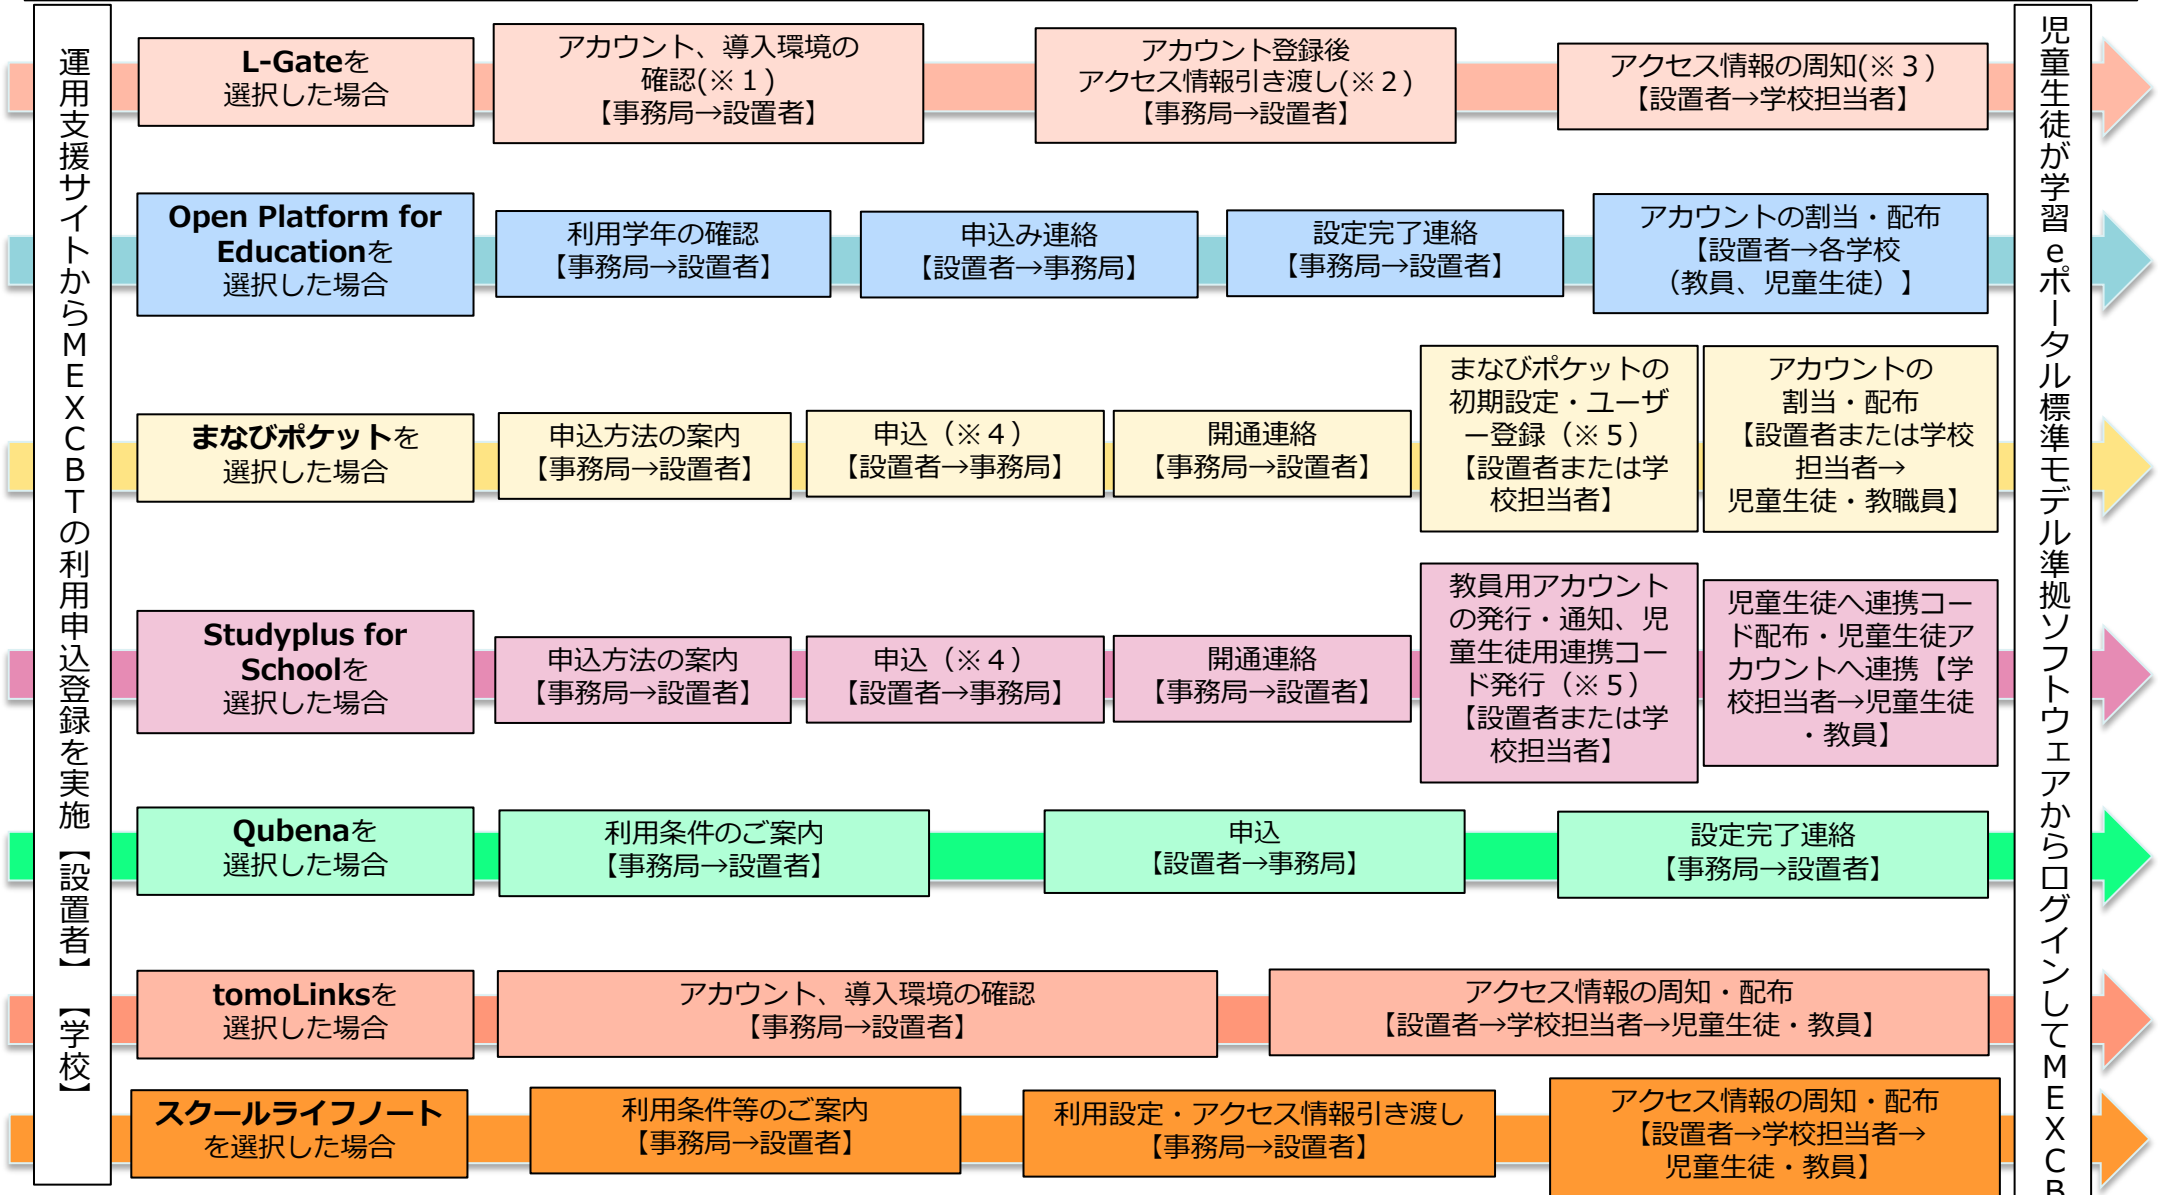 運用支援サイトからMEXCBTの利用申込登録を実施【設置者】 【学校】
L-Gateを
選択した場合
アカウント、導入環境の
確認(※１)
【事務局→設置者】
アカウント登録後
アクセス情報引き渡し(※２)
【事務局→設置者】
アクセス情報の周知(※３)
【設置者→学校担当者】
Open Platform for
Educationを
選択した場合
利用学年の確認
【事務局→設置者】
申込み連絡
【設置者→事務局】
設定完了連絡
【事務局→設置者】
アカウントの割当・配布
【設置者→各学校
（教員、児童生徒）】
まなびポケットを
選択した場合
申込方法の案内
【事務局→設置者】
申込（※４）
【設置者→事務局】
開通連絡
【事務局→設置者】
まなびポケットの
初期設定・ユーザ
ー登録（※５）
【設置者または学
校担当者】
アカウントの
割当・配布
【設置者または学校
担当者→
児童生徒・教職員】
Studyplus for
Schoolを
選択した場合
申込方法の案内
【事務局→設置者】
申込（※４）
【設置者→事務局】
開通連絡
【事務局→設置者】
教員用アカウント
の発行・通知、児
童生徒用連携コー
ド発行（※５）
【設置者または学
校担当者】
児童生徒へ連携コー
ド配布・児童生徒ア
カウントへ連携【学
校担当者→児童生徒
・教員】
Qubenaを
選択した場合
利用条件のご案内
【事務局→設置者】
申込
【設置者→事務局】
設定完了連絡
【事務局→設置者】
tomoLinksを
選択した場合
アカウント、導入環境の確認
【事務局→設置者】
アクセス情報の周知・配布
【設置者→学校担当者→児童生徒・教員】
スクールライフノート
を選択した場合
利用条件等のご案内
【事務局→設置者】
利用設定・アクセス情報引き渡し
【事務局→設置者】
アクセス情報の周知・配布
【設置者→学校担当者→
児童生徒・教員】
児童生徒が学習eポータル標準モデル準拠ソフトウェアからログインしてMEXCB